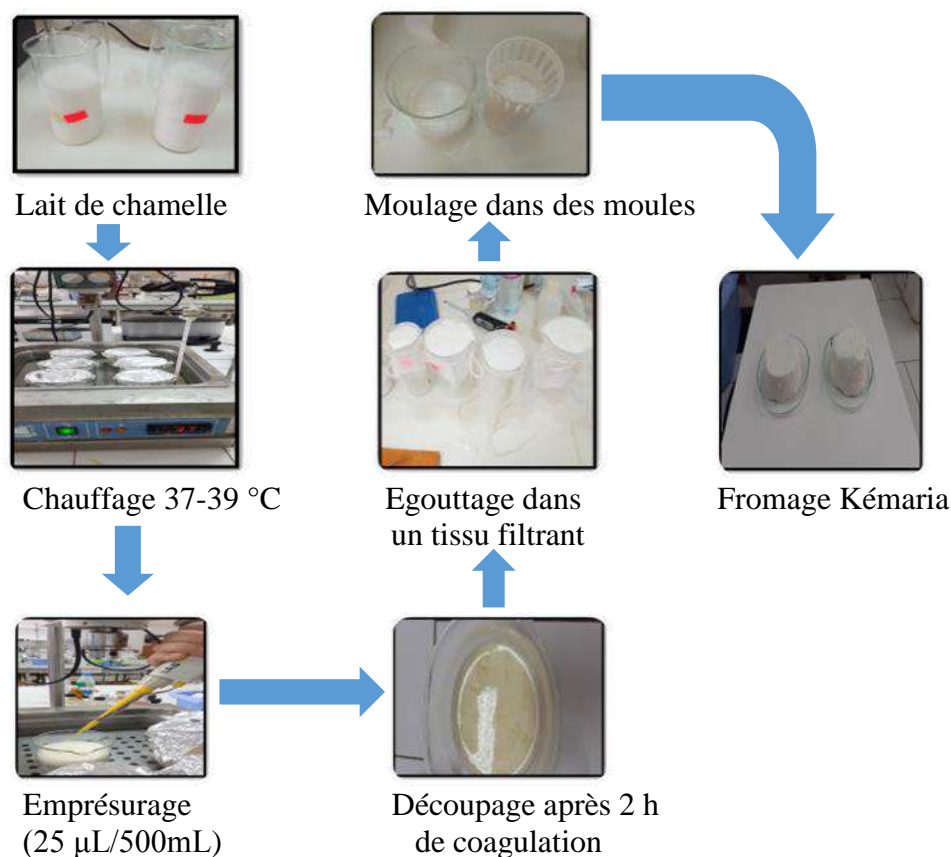 Lait de chamelle
Chauffage 37-39 °C
Emprésurage
(25 µL/500mL)
Découpage après 2 h
de coagulation
Egouttage dans
un tissu filtrant
Moulage dans des moules
Fromage Kémaria